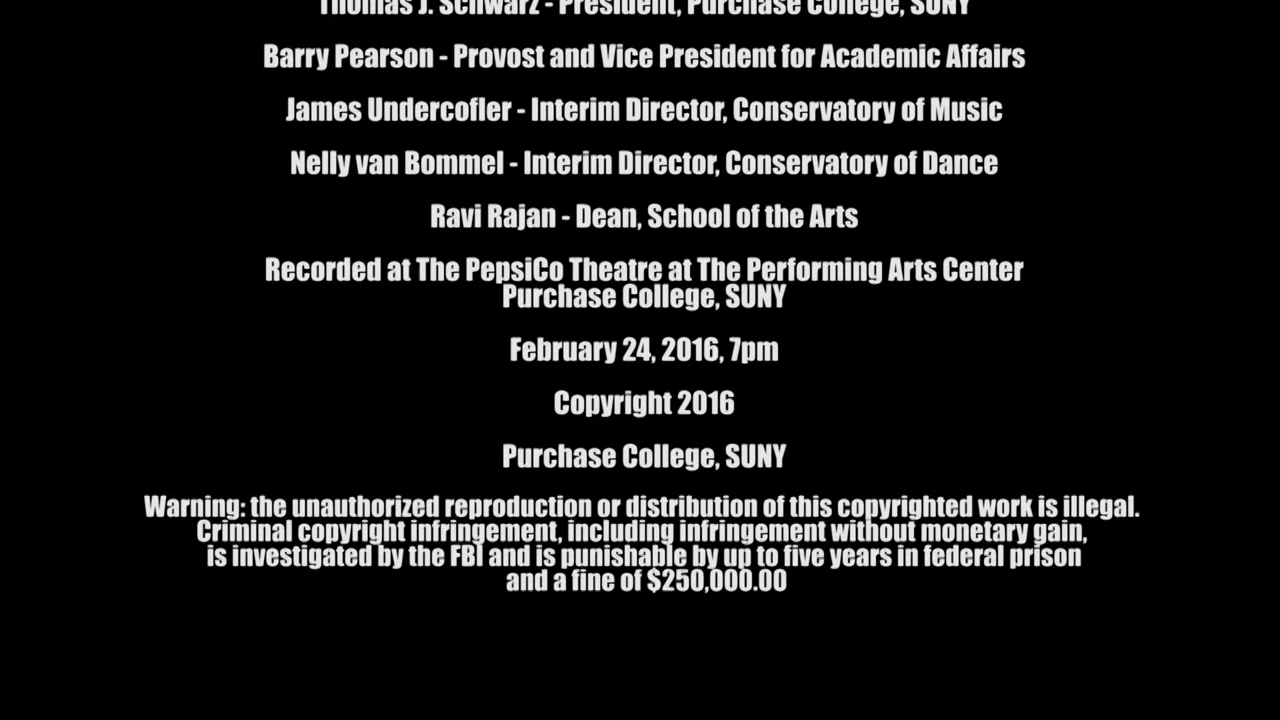 Thomas J. Schwarz - President, Purchase College, SUNY
Barry Pearson - Provost and Vice President for Academic Affairs
James Undercofler - Interim Director, Conservatory of Music
Nelly van Bommel - Interim Director, Conservatory of Dance
Ravi Rajan - Dean, School of the Arts
Recorded at The PepsiCo Theatre at The Performing Arts Center
Purchase College, SUNY
February 24, 2016, 7pm
Copyright 2016
Purchase College, SUNY
Warning: the unauthorized reproduction or distribution of this copyrighted work is illegal.
Criminal copyright infringement, including infringement without monetary gain,
is investigated by the FBI and is punishable by up to five years in federal prison
and a fine of $250,000.00